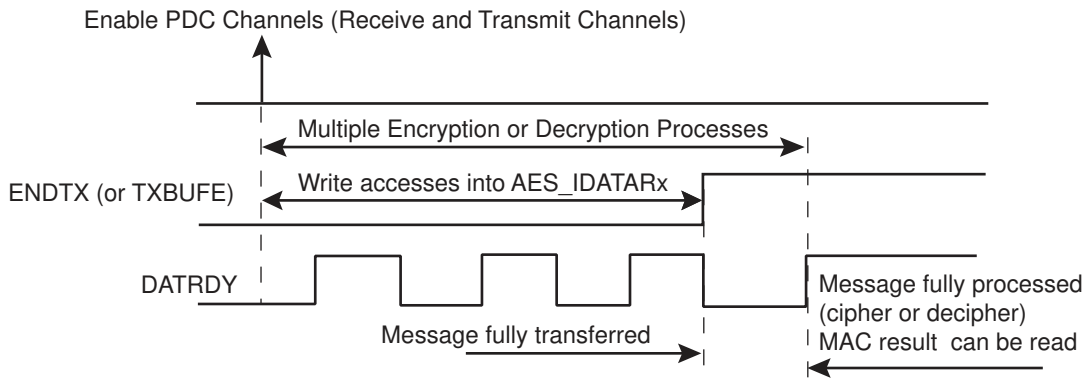 Enable PDC Channels (Receive and Transmit Channels)
Multiple Encryption or Decryption Processes
Write accesses into AES_IDATARx
ENDTX (or TXBUFE)
DATRDY
Message fully transferred
Message fully processed
(cipher or decipher)
MAC result can be read